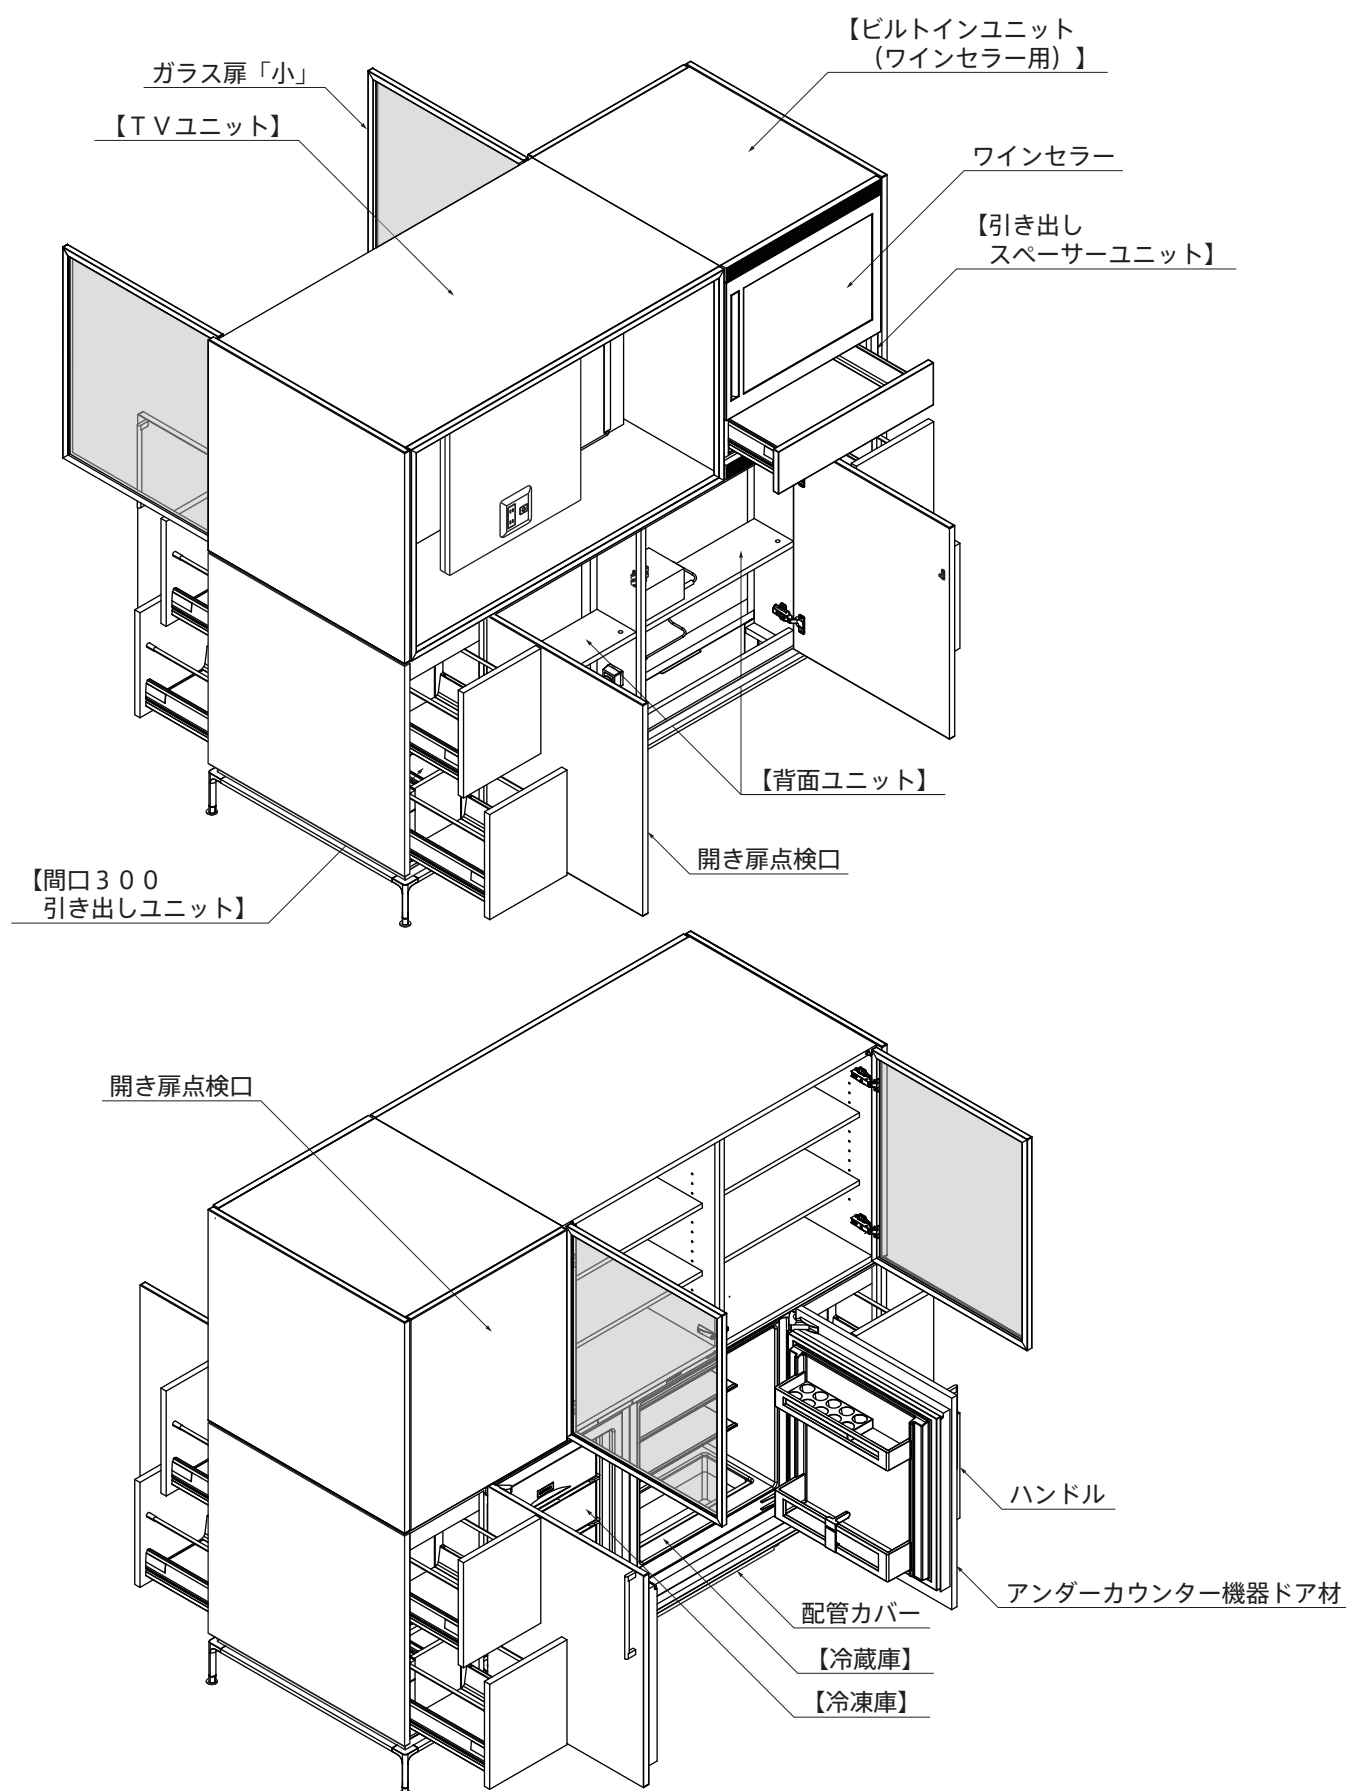 【ビルトインユニット
（ワインセラー用）】
ガラス扉「小」
【ＴＶユニット】
ワインセラー
【引き出し
スペーサーユニット】
【背面ユニット】
開き扉点検口
【間口３００
引き出しユニット】
開き扉点検口
ハンドル
アンダーカウンター機器ドア材
配管カバー
【冷蔵庫】
【冷凍庫】